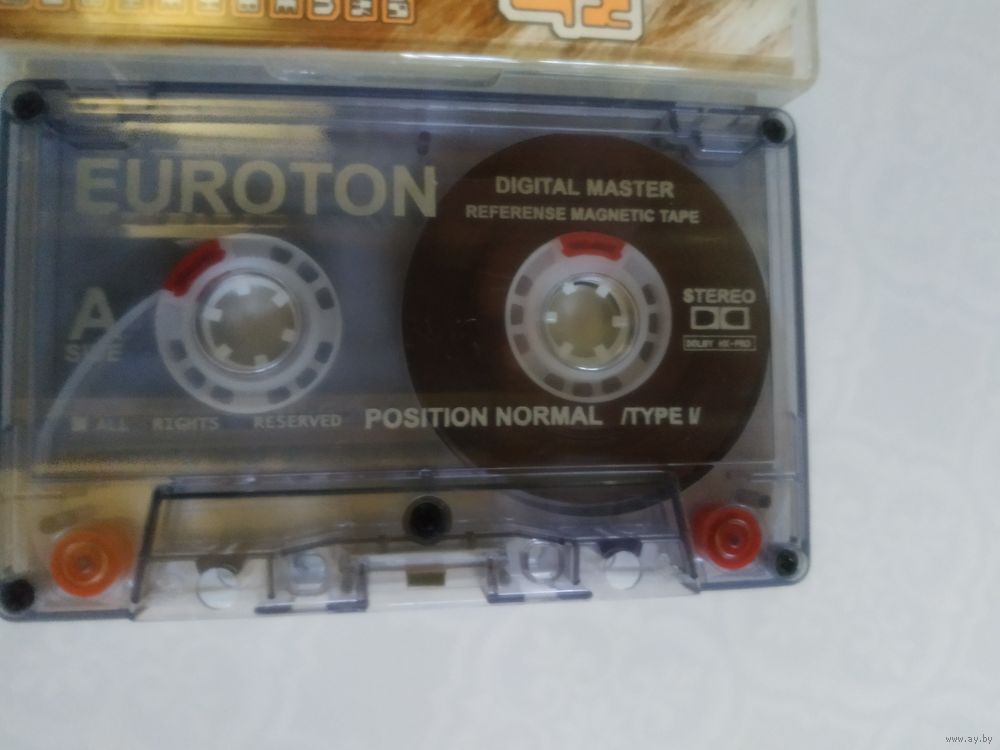 EUROTON
DIGITAL MASTER
REFERENSE MAGNETIC TAPE
A
SIDE
STEREO
DOLBY HX-PRO
ALL RIGHTS RESERVED
POSITION NORMAL /TYPE I/
www.ay.by